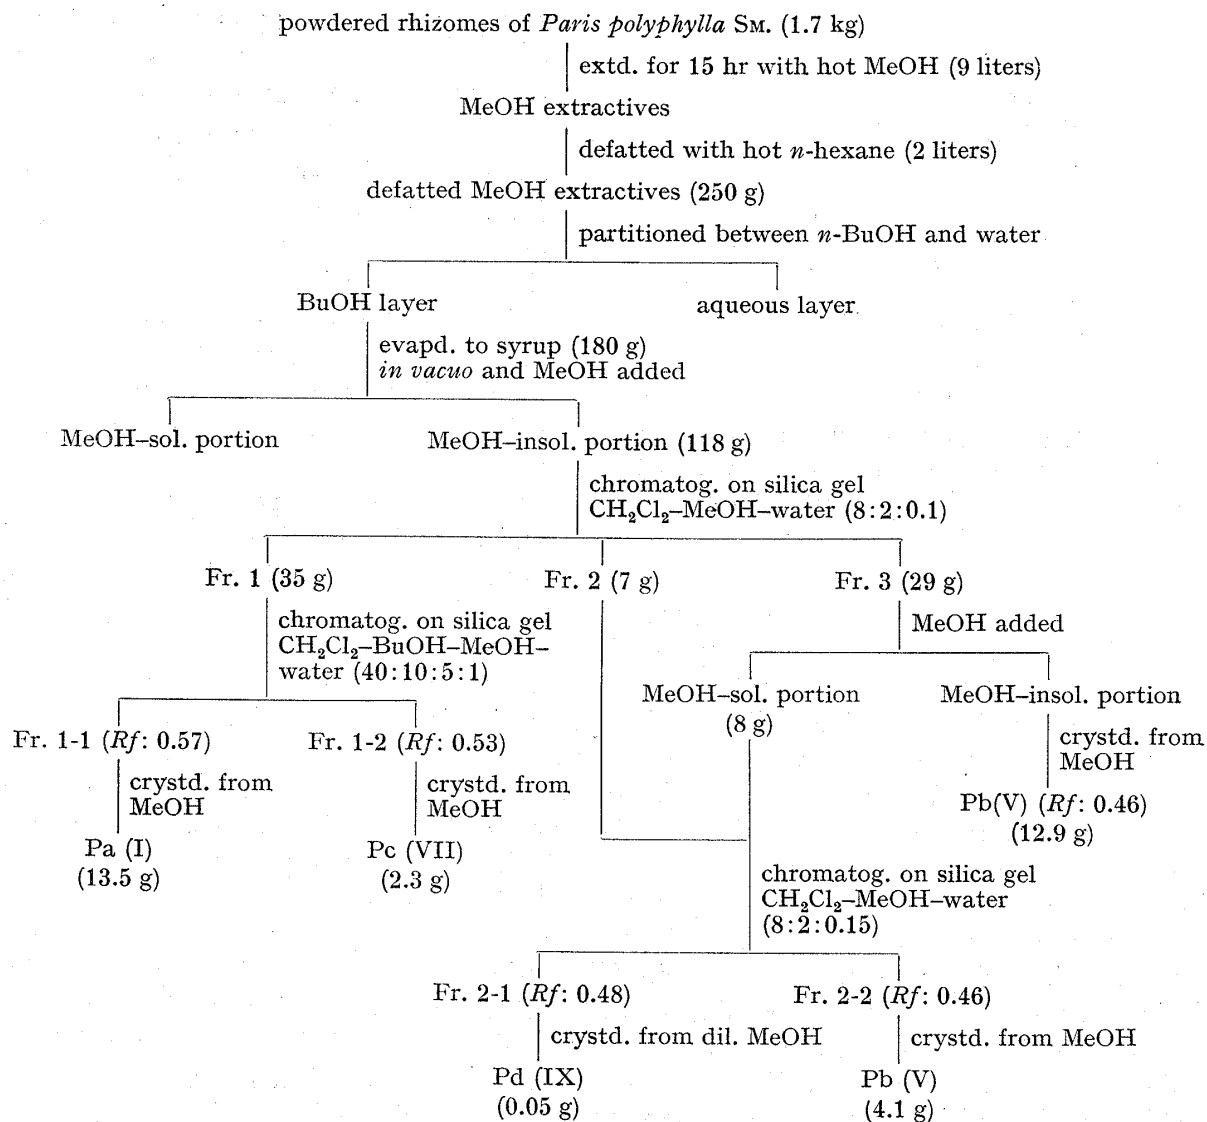 powdered rhizomes of Paris polyphylla SM. (1.7 kg)
extd. for 15 hr with hot MeOH (9 liters)
MeOH extractives
defatted with hot n-hexane (2 liters)
defatted MeOH extractives (250 g)
partitioned between n-BuOH and water
BuOH layer
aqueous layer
evapd. to syrup (180 g)
in vacuo and MeOH added
MeOH–sol. portion
MeOH–insol. portion (118 g)
chromatog. on silica gel
CH₂Cl₂–MeOH–water (8:2:0.1)
Fr. 1 (35 g)
Fr. 2 (7 g)
Fr. 3 (29 g)
chromatog. on silica gel
CH₂Cl₂–BuOH–MeOH–
water (40:10:5:1)
MeOH added
MeOH–sol. portion
(8 g)
MeOH–insol. portion
Fr. 1-1 (Rf: 0.57)
Fr. 1-2 (Rf: 0.53)
crystd. from
MeOH
crystd. from
MeOH
crystd. from
MeOH
Pb(V) (Rf: 0.46)
(12.9 g)
Pa (I)
(13.5 g)
Pc (VII)
(2.3 g)
chromatog. on silica gel
CH₂Cl₂–MeOH–water
(8:2:0.15)
Fr. 2-1 (Rf: 0.48)
Fr. 2-2 (Rf: 0.46)
crystd. from dil. MeOH
crystd. from MeOH
Pd (IX)
(0.05 g)
Pb (V)
(4.1 g)